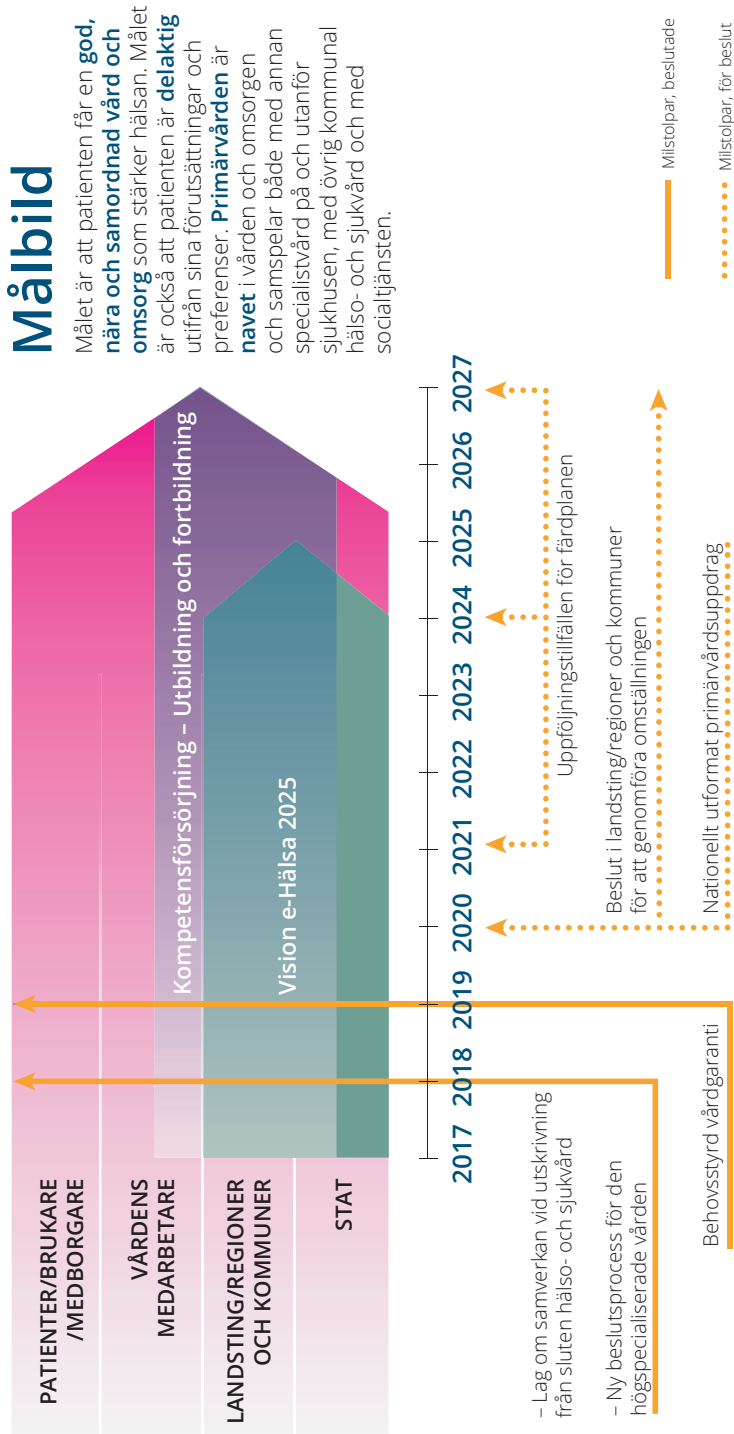 Målbild
Målet är att patienten får en god,
nära och samordnad vård och
omsorg som stärker hälsan. Målet
är också att patienten är delaktig
utifrån sina förutsättningar och
preferenser. Primärvården är
navet i vården och omsorgen
och samspelar både med annan
specialistvård på och utanför
sjukhusen, med övrig kommunal
hälso- och sjukvård och med
socialtjänsten.
PATIENTER/BRUKARE
/MEDBORGARE
VÅRDENS
MEDARBETARE
LANDSTING/REGIONER
OCH KOMMUNER
STAT
Kompetensförsörjning – Utbildning och fortbildning
Vision e-Hälsa 2025
2017 2018 2019 2020 2021 2022 2023 2024 2025 2026 2027
– Lag om samverkan vid utskrivning
från sluten hälso- och sjukvård
– Ny beslutsprocess för den
högspecialiserade vården
Behovsstyrd vårdgaranti
Uppföljningstillfällen för färdplanen
Beslut i landsting/regioner och kommuner
för att genomföra omställningen
Nationellt utformat primärvårdsuppdrag
Milstolpar, beslutade
Milstolpar, för beslut